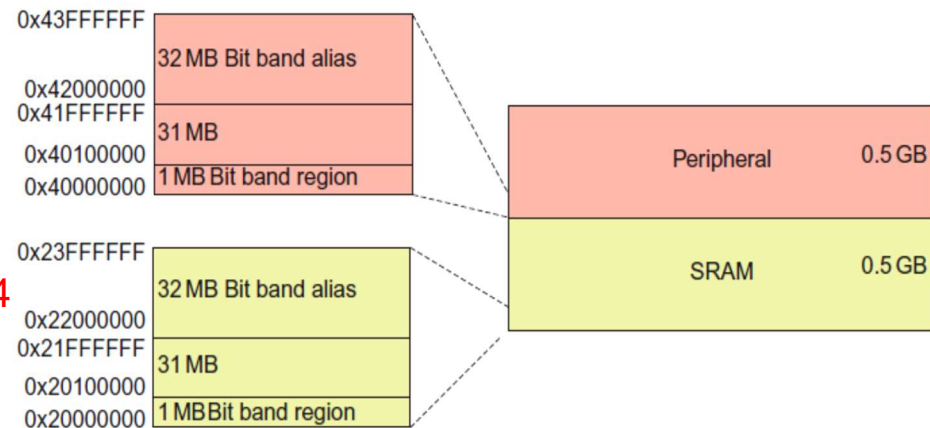 0x43FFFFFF
32 MB Bit band alias
0x42000000
0x41FFFFFF
31 MB
0x40100000
1 MB Bit band region
0x40000000
Peripheral 0.5 GB
0x23FFFFFF
32 MB Bit band alias
4
0x22000000
0x21FFFFFF
31 MB
0x20100000
1 MBBit band region
0x20000000
SRAM 0.5 GB